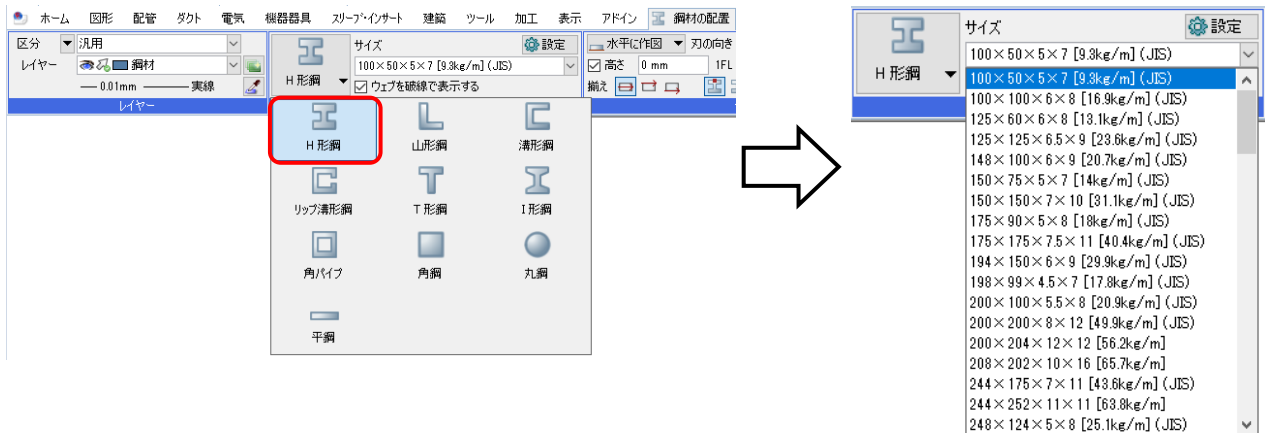 ホーム 図形 配管 ダクト 電気 機器器具 スリーブ・インサート 建築 ツール 加工 表示 アドイン 鋼材の配置
区分 汎用
レイヤー 鋼材
0.01mm 実線
レイヤー
H 形鋼
サイズ 設定
100×50×5×7 [9.3kg/m] (JIS)
ウェブを破線で表示する
水平に作図 刃の向き
高さ 0 mm 1FL
揃え
H 形鋼 山形鋼 溝形鋼
リップ溝形鋼 T 形鋼 I 形鋼
角パイプ 角鋼 丸鋼
平鋼
H 形鋼
サイズ 設定
100×50×5×7 [9.3kg/m] (JIS)
100×50×5×7 [9.3kg/m] (JIS)
100×100×6×8 [16.9kg/m] (JIS)
125×60×6×8 [13.1kg/m] (JIS)
125×125×6.5×9 [23.6kg/m] (JIS)
148×100×6×9 [20.7kg/m] (JIS)
150×75×5×7 [14kg/m] (JIS)
150×150×7×10 [31.1kg/m] (JIS)
175×90×5×8 [18kg/m] (JIS)
175×175×7.5×11 [40.4kg/m] (JIS)
194×150×6×9 [29.9kg/m] (JIS)
198×99×4.5×7 [17.8kg/m] (JIS)
200×100×5.5×8 [20.9kg/m] (JIS)
200×200×8×12 [49.9kg/m] (JIS)
200×204×12×12 [56.2kg/m]
208×202×10×16 [65.7kg/m]
244×175×7×11 [43.6kg/m] (JIS)
244×252×11×11 [63.8kg/m]
248×124×5×8 [25.1kg/m] (JIS)